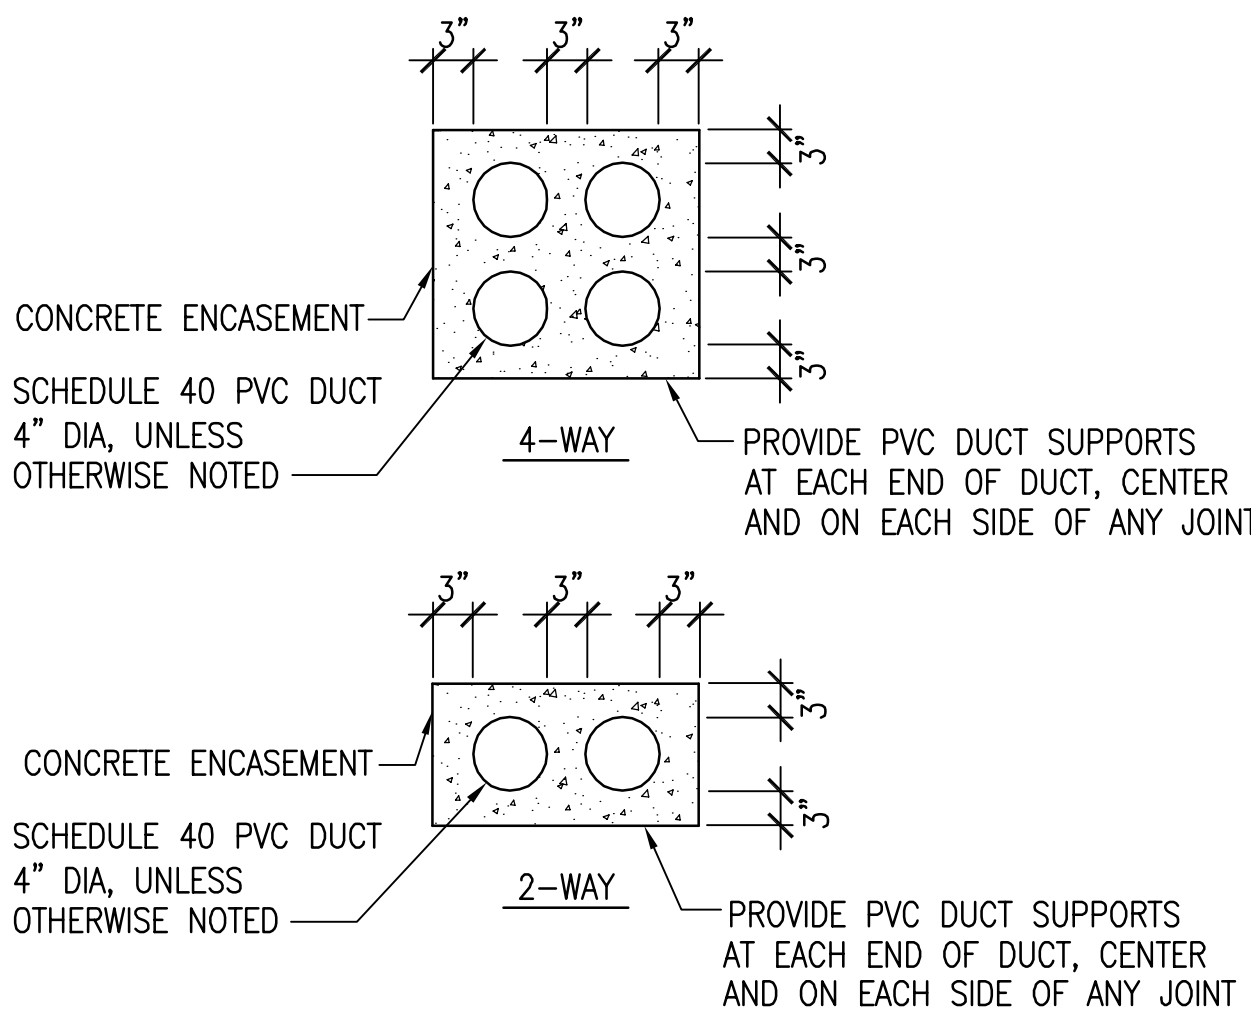 3” 3” 3”
3”
3”
3”
CONCRETE ENCASEMENT
SCHEDULE 40 PVC DUCT
4” DIA, UNLESS
OTHERWISE NOTED
4-WAY
PROVIDE PVC DUCT SUPPORTS
AT EACH END OF DUCT, CENTER
AND ON EACH SIDE OF ANY JOINT
3” 3” 3”
3”
3”
CONCRETE ENCASEMENT
SCHEDULE 40 PVC DUCT
4” DIA, UNLESS
OTHERWISE NOTED
2-WAY
PROVIDE PVC DUCT SUPPORTS
AT EACH END OF DUCT, CENTER
AND ON EACH SIDE OF ANY JOINT